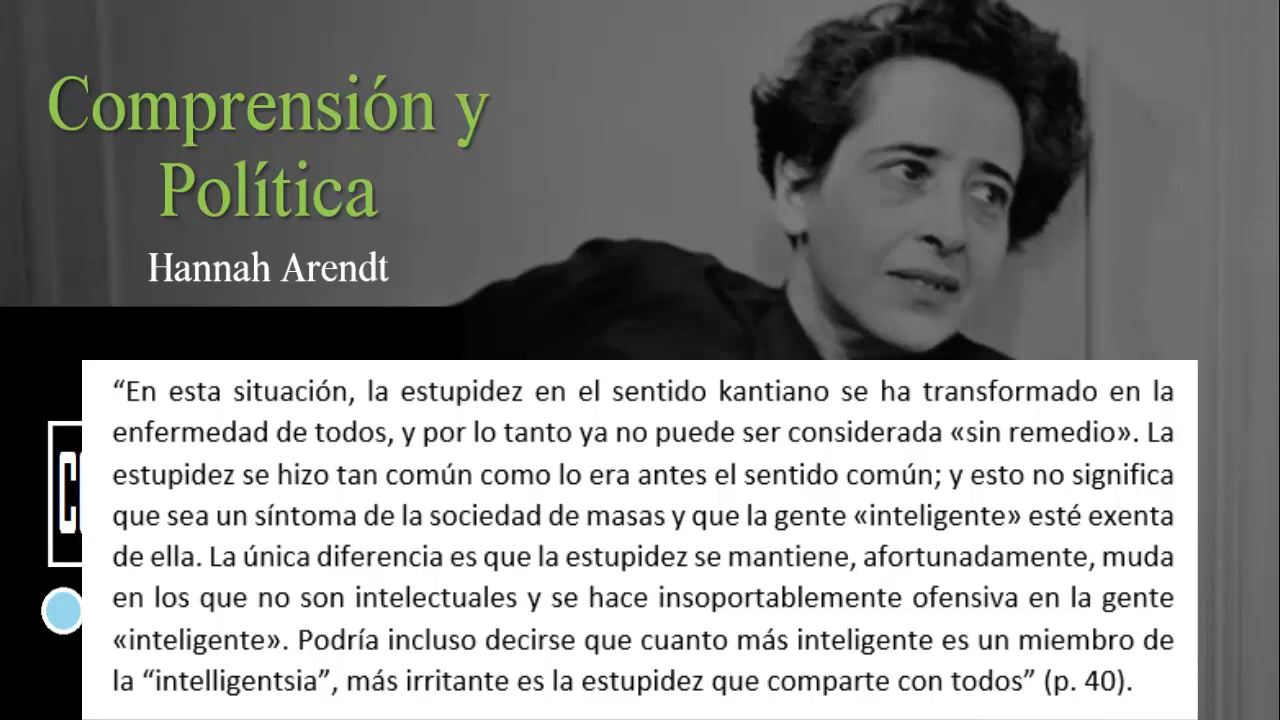 Comprensión y
Política
Hannah Arendt
“En esta situación, la estupidez en el sentido kantiano se ha transformado en la
enfermedad de todos, y por lo tanto ya no puede ser considerada «sin remedio». La
estupidez se hizo tan común como lo era antes el sentido común; y esto no significa
que sea un síntoma de la sociedad de masas y que la gente «inteligente» esté exenta
de ella. La única diferencia es que la estupidez se mantiene, afortunadamente, muda
en los que no son intelectuales y se hace insoportablemente ofensiva en la gente
«inteligente». Podría incluso decirse que cuanto más inteligente es un miembro de
la “intelligentsia”, más irritante es la estupidez que comparte con todos” (p. 40).